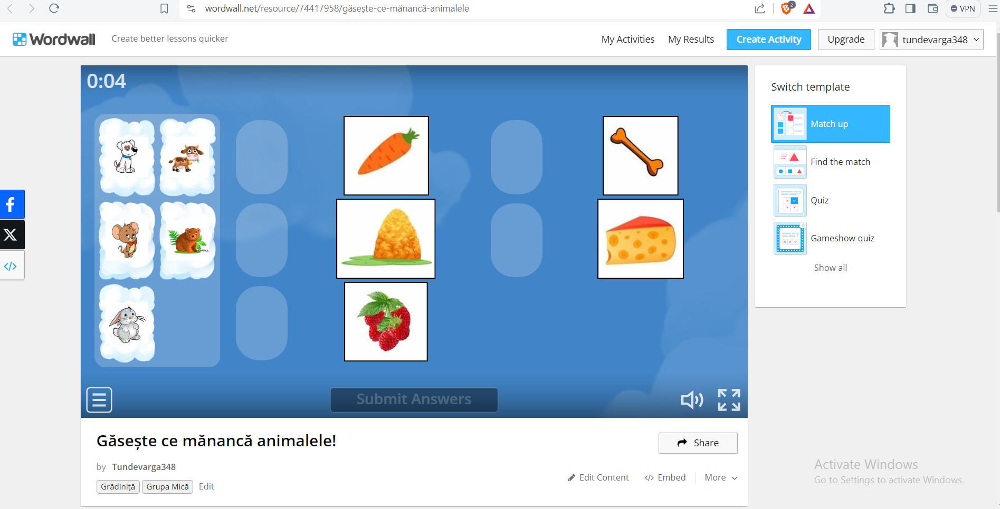 wordwall.net/resource/74417958/găsește-ce-mănancă-animalele
2
VPN
Wordwall
Create better lessons quicker
My Activities
My Results
Create Activity
Upgrade
tundevarga348
0:04
Submit Answers
Switch template
Match up
Find the match
Quiz
Gameshow quiz
Show all
Găsește ce mănancă animalele!
Share
by Tundevarga348
Edit Content
Embed
More
Grădiniță
Grupa Mică
Edit
Activate Windows
Go to Settings to activate Windows.